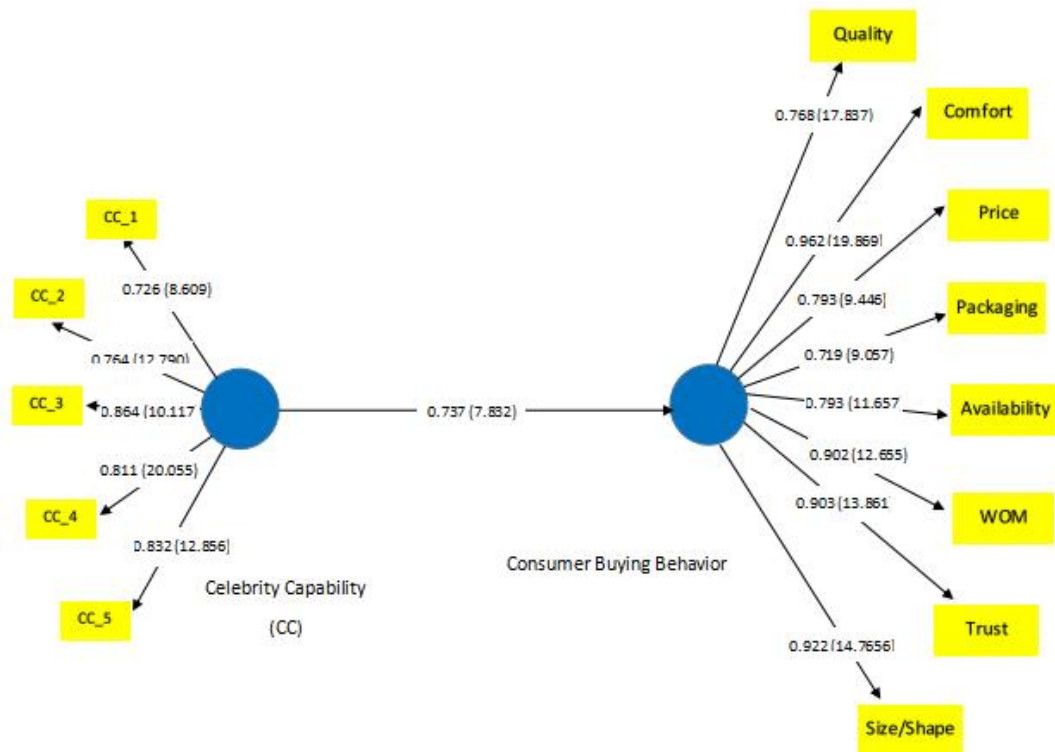 Quality
0.768 (17.837)
Comfort
0.962 (19.869)
Price
0.793 (9.446)
Packaging
0.719 (9.057)
Availability
0.793 (11.657
0.902 (12.655)
WOM
0.903 (13.861)
Trust
0.922 (14.7656)
Size/Shape
CC_1
0.726 (8.609)
CC_2
0.764 (12.790)
CC_3
0.864 (10.117
0.811 (20.055)
CC_4
0.832 (12.856)
CC_5
0.737 (7.832)
Celebrity Capability
(CC)
Consumer Buying Behavior